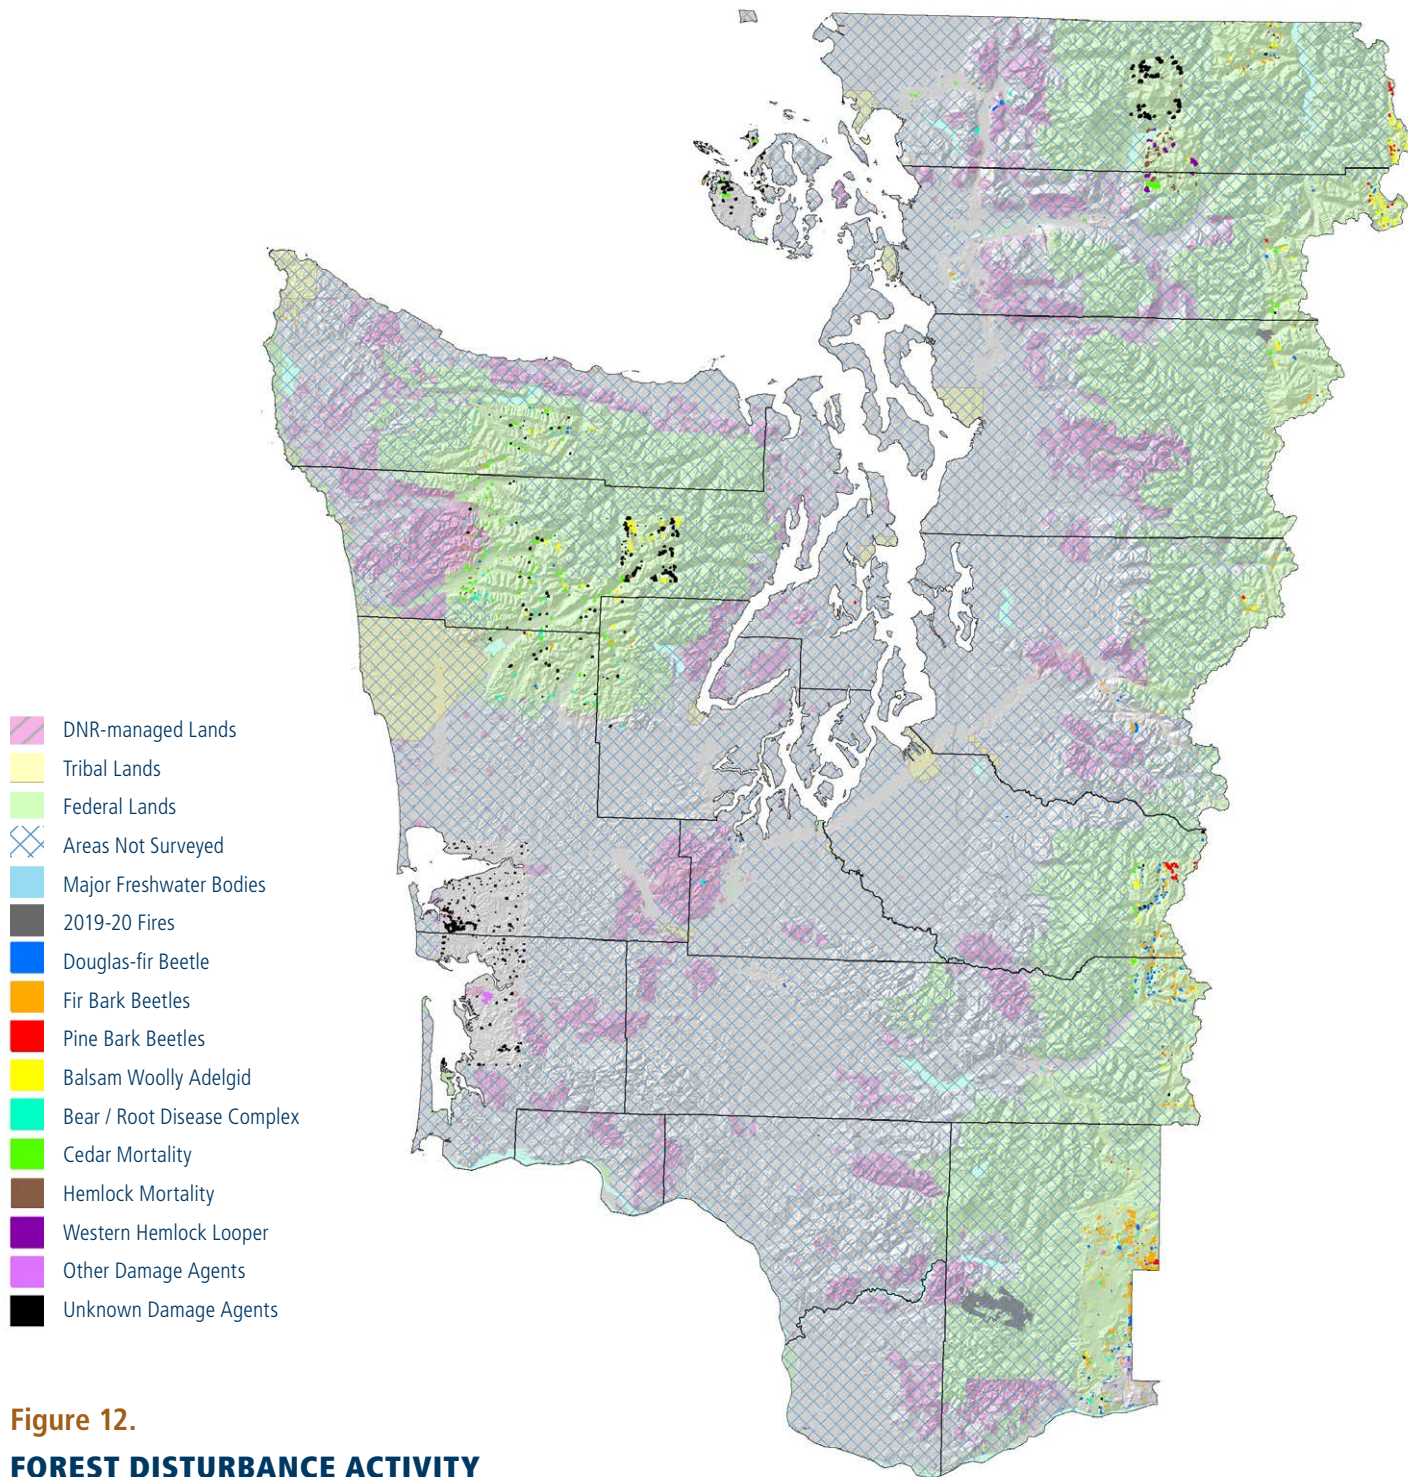 DNR-managed Lands
Tribal Lands
Federal Lands
Areas Not Surveyed
Major Freshwater Bodies
2019-20 Fires
Douglas-fir Beetle
Fir Bark Beetles
Pine Bark Beetles
Balsam Woolly Adelgid
Bear / Root Disease Complex
Cedar Mortality
Hemlock Mortality
Western Hemlock Looper
Other Damage Agents
Unknown Damage Agents
Figure 12.
FOREST DISTURBANCE ACTIVITY